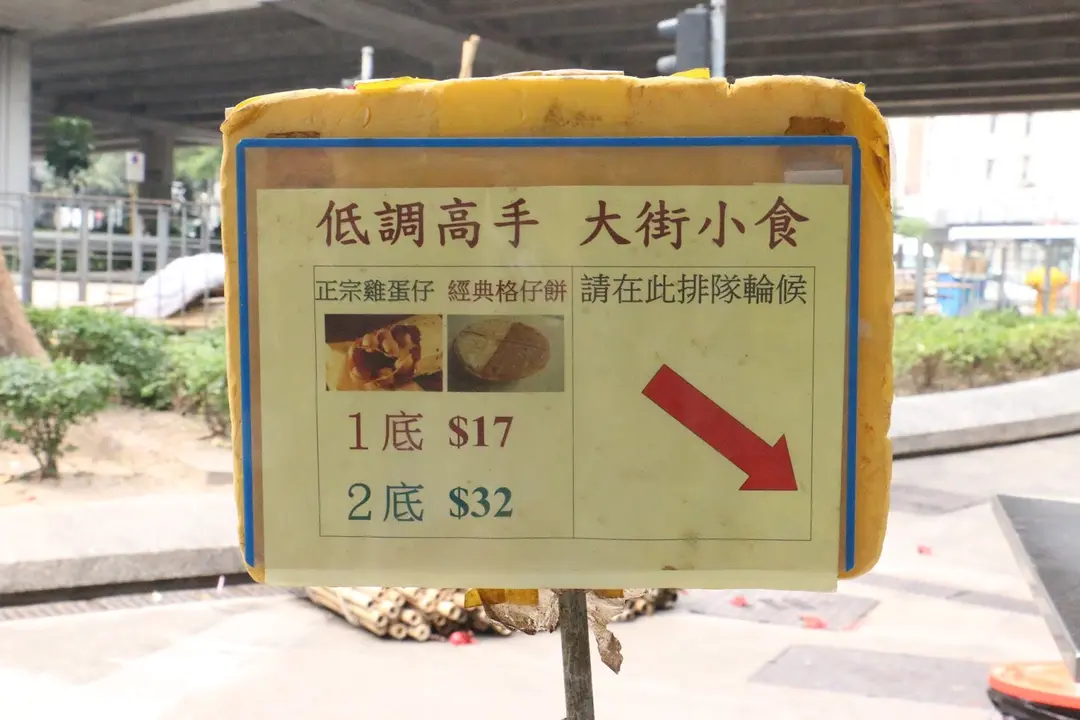 低調高手 大街小食
正宗雞蛋仔 經典格仔餅
1底 $17
2底 $32
請在此排隊輪候